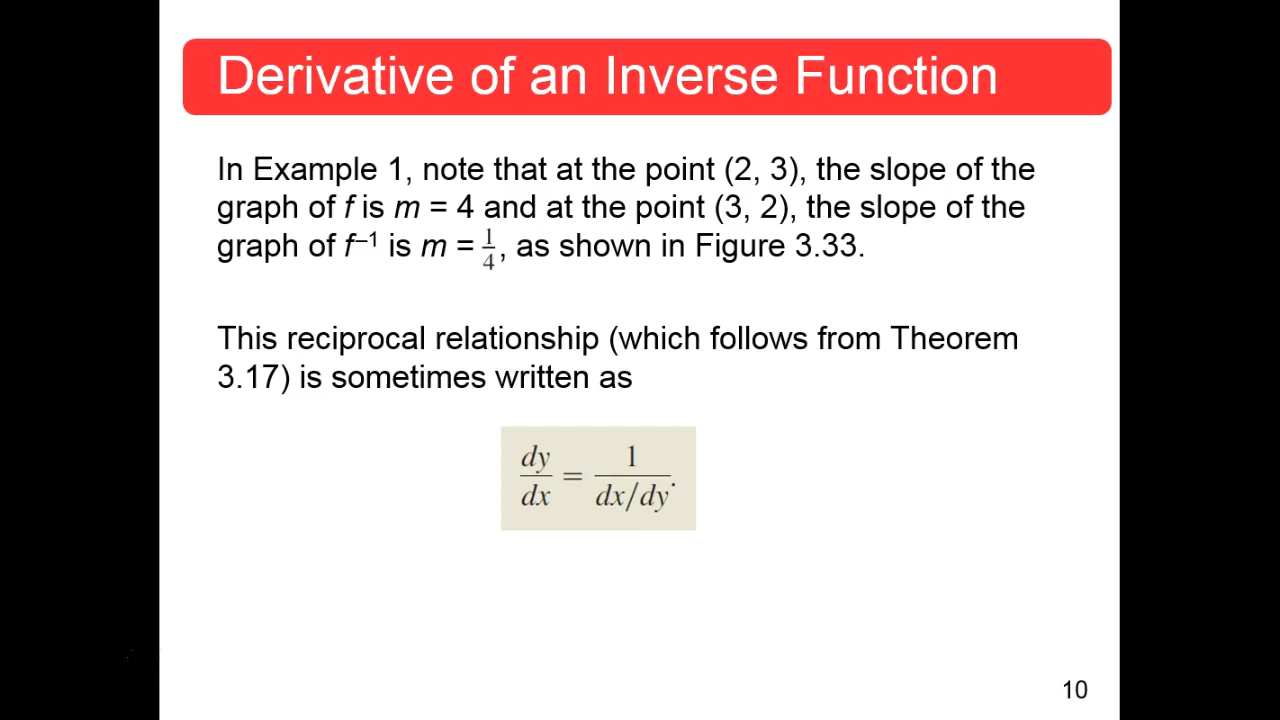 Derivative of an Inverse Function
In Example 1, note that at the point (2, 3), the slope of the
graph of f is m = 4 and at the point (3, 2), the slope of the
graph of f⁻¹ is m = 1/4, as shown in Figure 3.33.
This reciprocal relationship (which follows from Theorem
3.17) is sometimes written as
dy/dx = 1/(dx/dy).
10